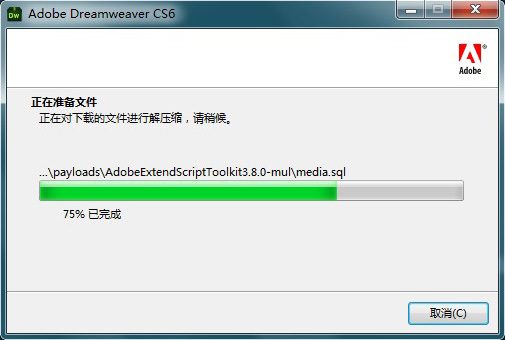 Dw Adobe Dreamweaver CS6
Adobe
正在准备文件
正在对下载的文件进行解压缩，请稍候。
...\payloads\AdobeExtendScriptToolkit3.8.0-mul\media.sql
75% 已完成
取消(C)